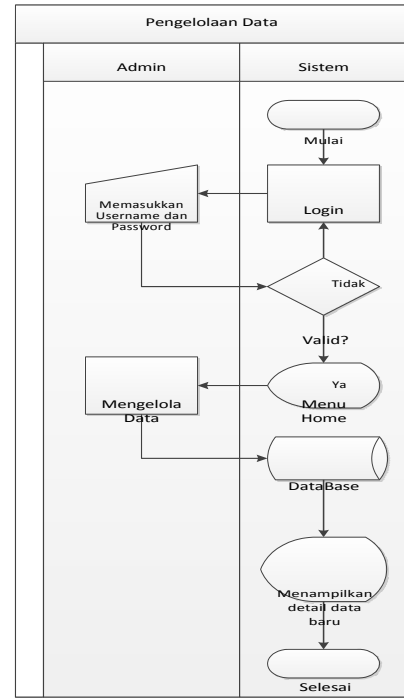 Pengelolaan Data
Admin
Sistem
Mulai
Login
Memasukkan
Username dan
Password
Tidak
Valid?
Ya
Menu
Home
Mengelola
Data
DataBase
Menampilkan
detail data
baru
Selesai